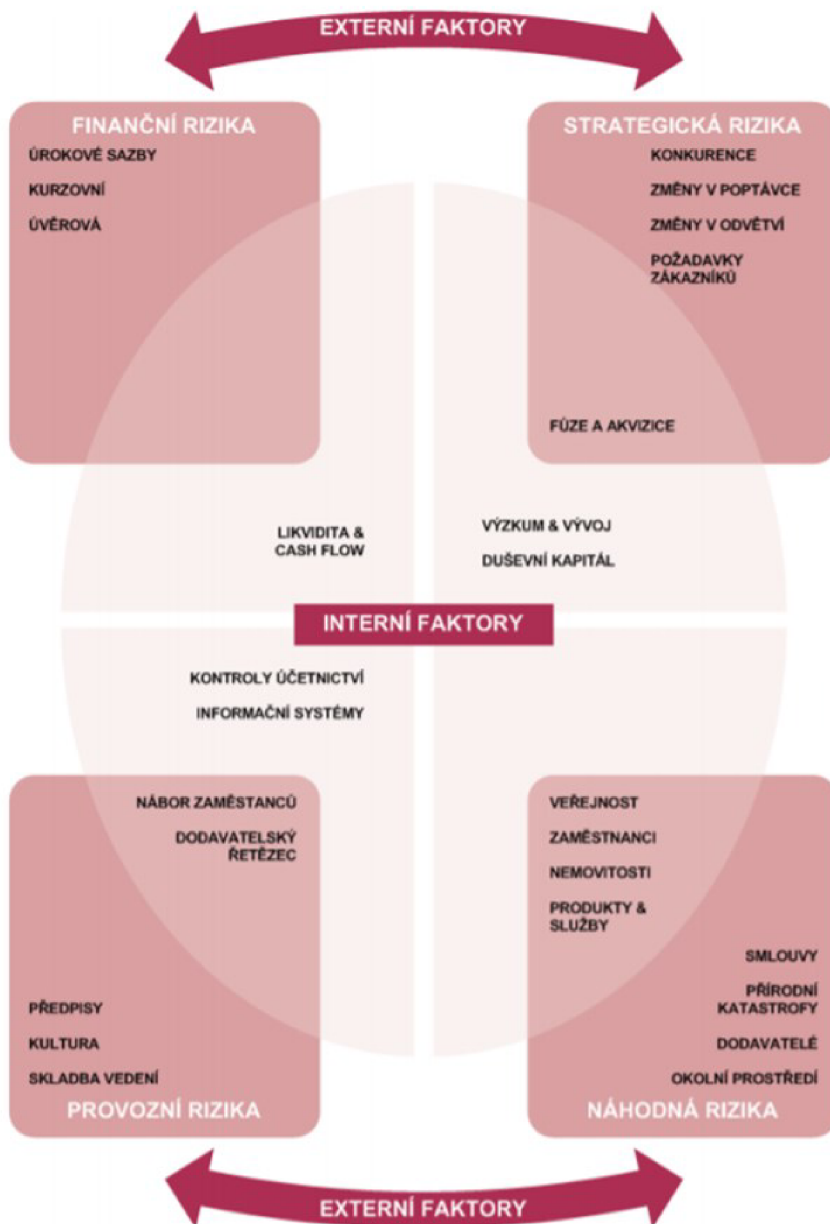 EXTERNÍ FAKTORY
FINANČNÍ RIZIKA
ÚROKOVÉ SAZBY
KURZOVNÍ
ÚVĚROVÁ
STRATEGICKÁ RIZIKA
KONKURENCE
ZMĚNY V POPTÁVCE
ZMĚNY V ODVĚTVÍ
POŽADAVKY
ZÁKAZNÍKŮ
FÚZE A AKVIZICE
LIKVIDITA &
CASH FLOW
VÝZKUM & VÝVOJ
DUŠEVNÍ KAPITÁL
INTERNÍ FAKTORY
KONTROLY ÚČETNICTVÍ
INFORMAČNÍ SYSTÉMY
NÁBOR ZAMĚSTANCŮ
DODAVATELSKÝ
ŘETĚZEC
PŘEDPISY
KULTURA
SKLADBA VEDENÍ
PROVOZNÍ RIZIKA
VEŘEJNOST
ZAMĚSTNANCI
NEMOVITOSTI
PRODUKTY &
SLUŽBY
SMLOUVY
PŘÍRODNÍ
KATASTROFY
DODAVATELÉ
OKOLNÍ PROSTŘEDÍ
NÁHODNÁ RIZIKA
EXTERNÍ FAKTORY